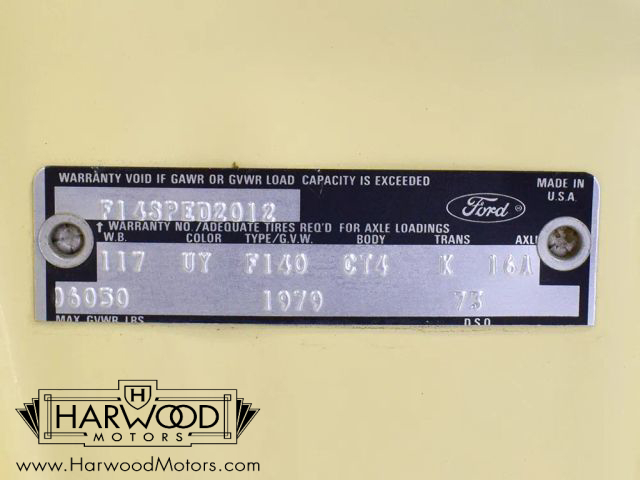 WARRANTY VOID IF GAWR OR GVWR LOAD CAPACITY IS EXCEEDED
MADE IN
U.S.A.
F14SPED2012
Ford
↑ WARRANTY NO./ADEQUATE TIRES REQ'D FOR AXLE LOADINGS
W.B. COLOR TYPE/G.V.W. BODY TRANS AXLE
117 UY F140 CT4 K 16A
06050 1979 73
MAX. GVWR LBS D.S.O.
H
HARWOOD
MOTORS
www.HarwoodMotors.com